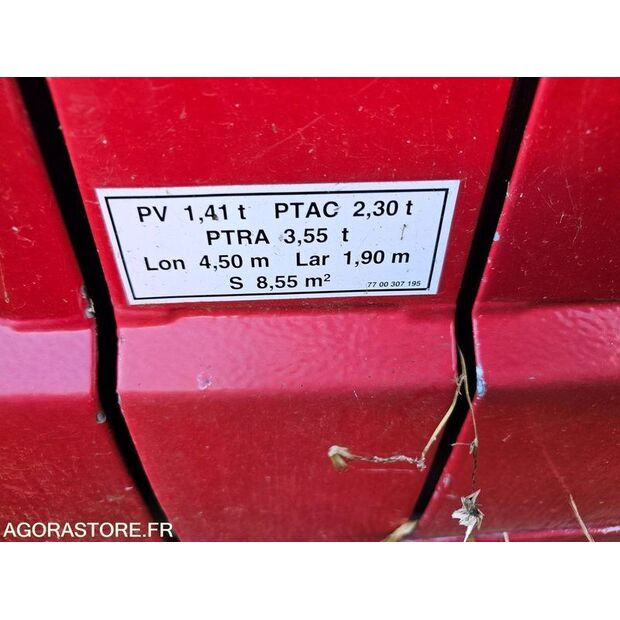 PV 1,41 t PTAC 2,30 t
PTRA 3,55 t
Lon 4,50 m Lar 1,90 m
S 8,55 m²
77 00 307 195
AGORASTORE.FR